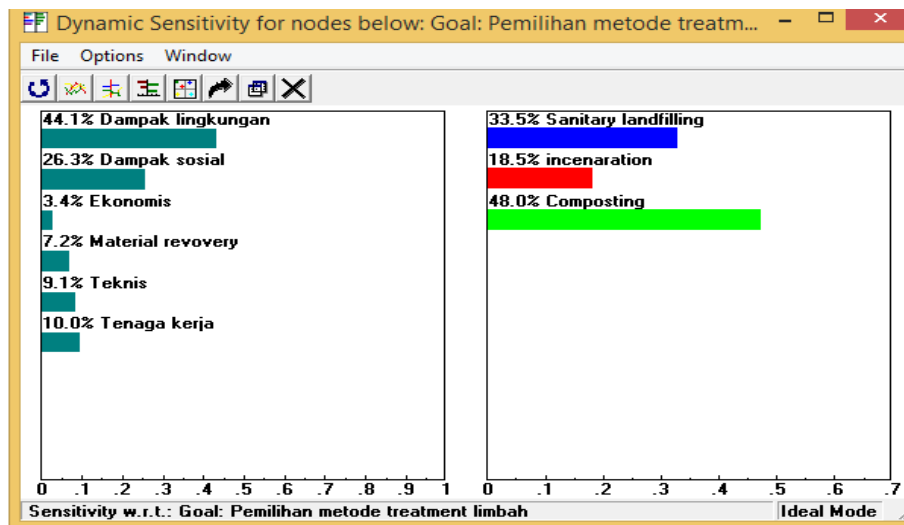 Dynamic Sensitivity for nodes below: Goal: Pemilihan metode treatm...
File Options Window
44.1% Dampak lingkungan
26.3% Dampak sosial
3.4% Ekonomis
7.2% Material revovery
9.1% Teknis
10.0% Tenaga kerja
0 .1 .2 .3 .4 .5 .6 .7 .8 .9 1
33.5% Sanitary landfilling
18.5% incenaration
48.0% Composting
0 .1 .2 .3 .4 .5 .6 .7
Sensitivity w.r.t.: Goal: Pemilihan metode treatment limbah
Ideal Mode